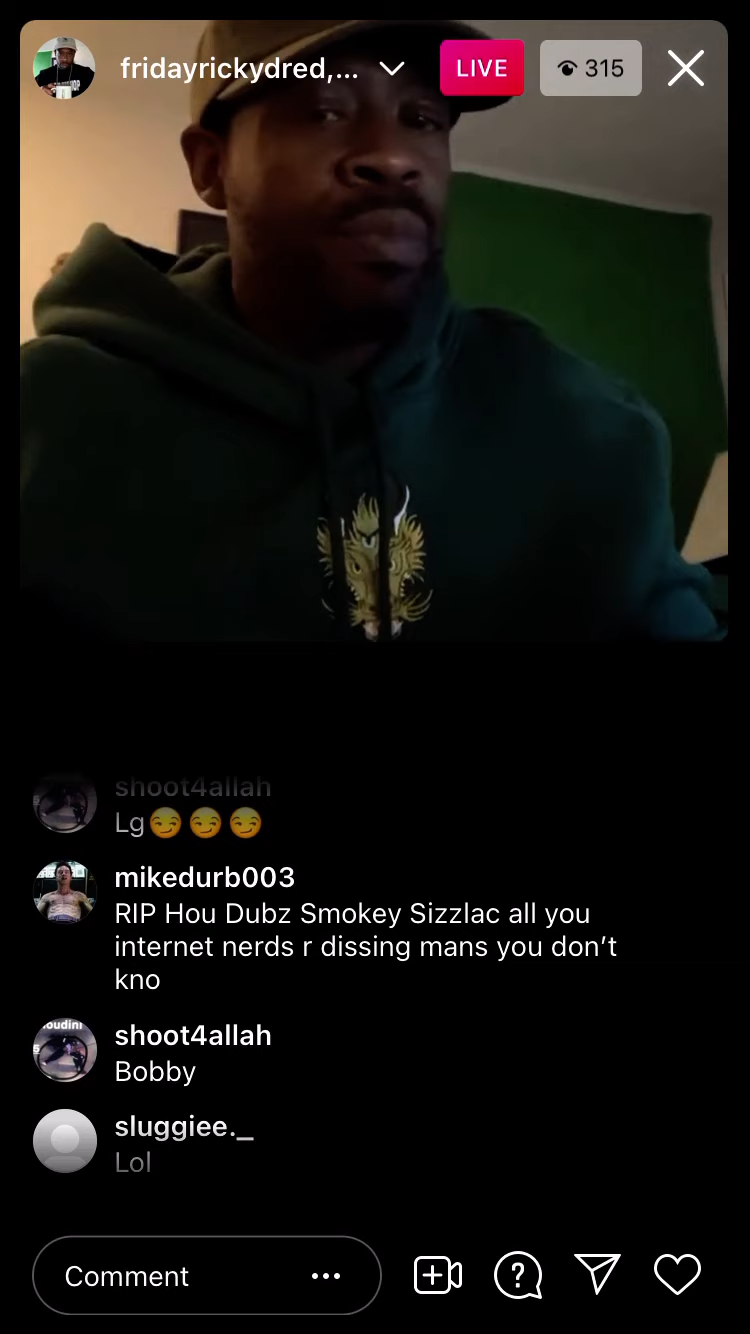 fridayrickydred,...
LIVE
315
shoot4allah
Lg😏😏😏
mikedurb003
RIP Hou Dubz Smokey Sizzlac all you
internet nerds r dissing mans you don’t
kno
oudini
shoot4allah
Bobby
sluggiee._
Lol
Comment